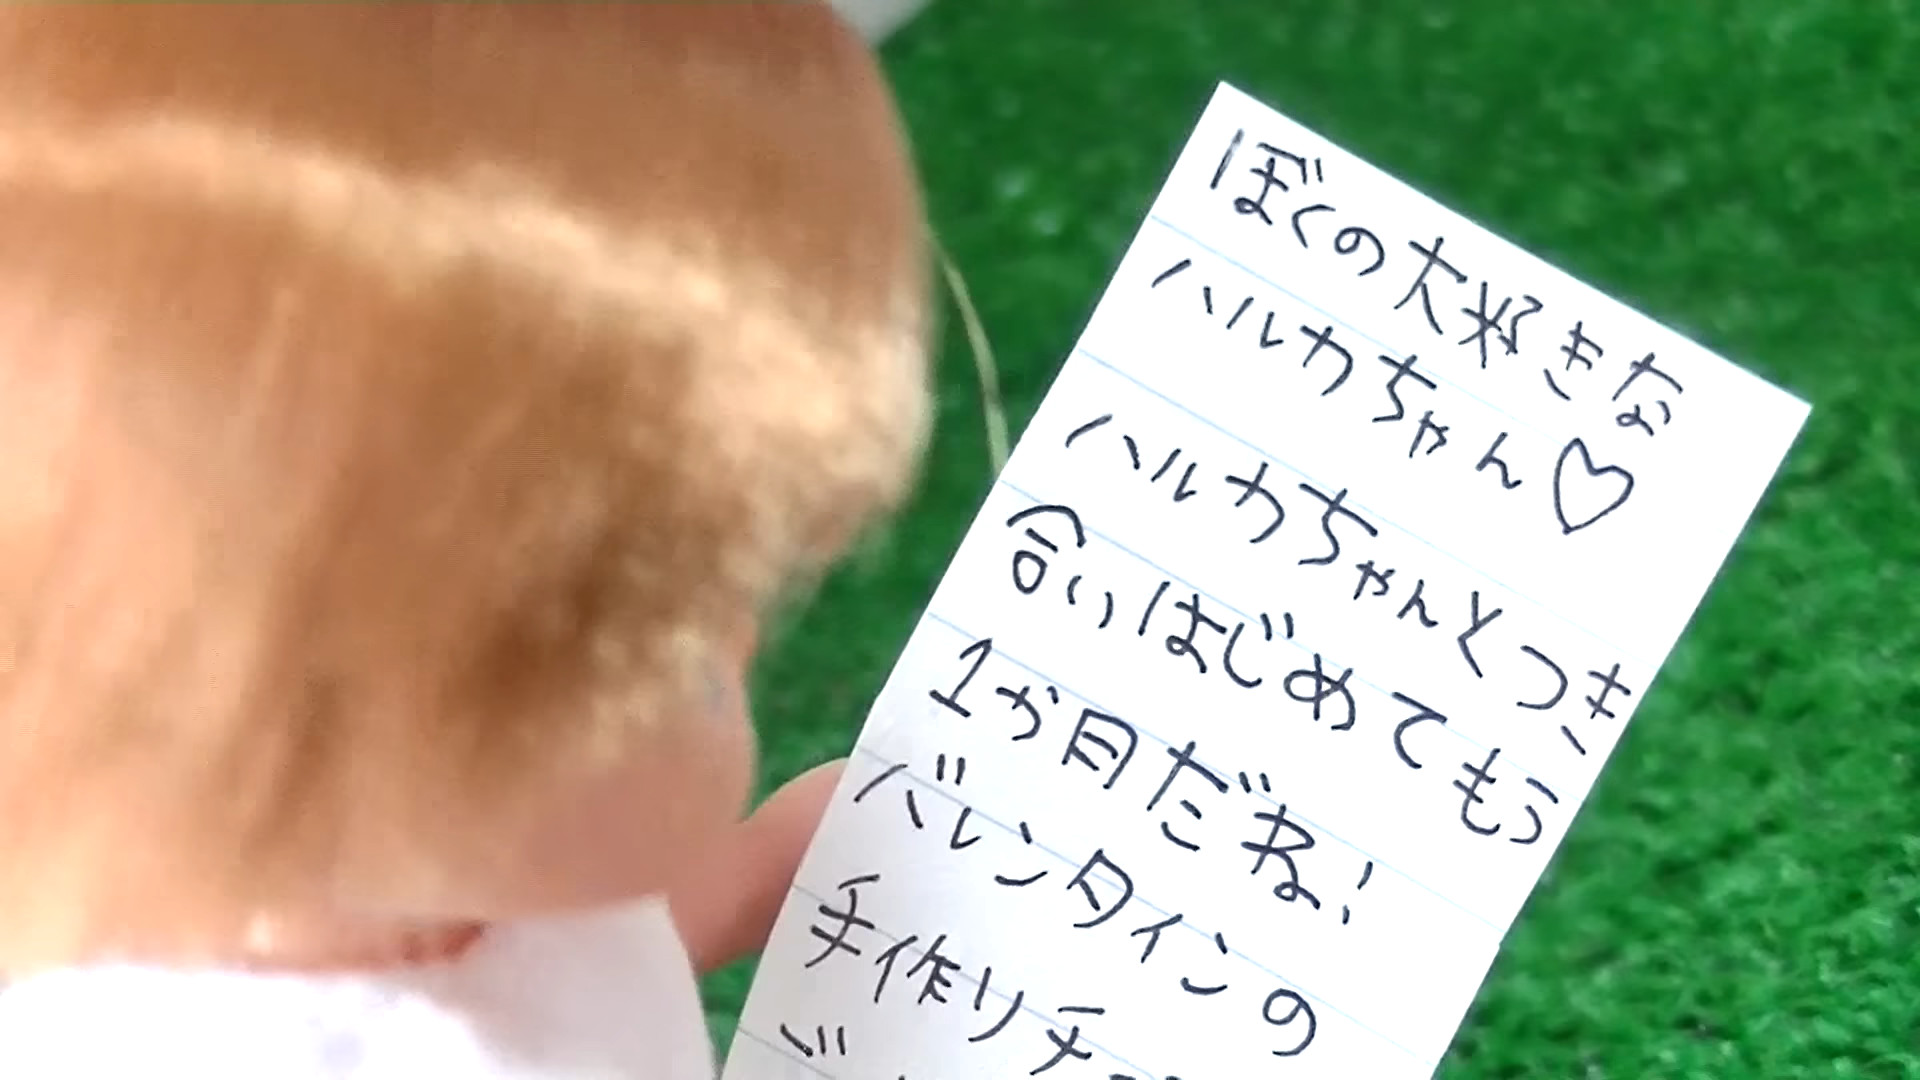 ぼくの大好きな
ハルカちゃん♡
ハルカちゃんとつき
合いはじめてもう
1か月だね!
バレンタインの
手作りチ